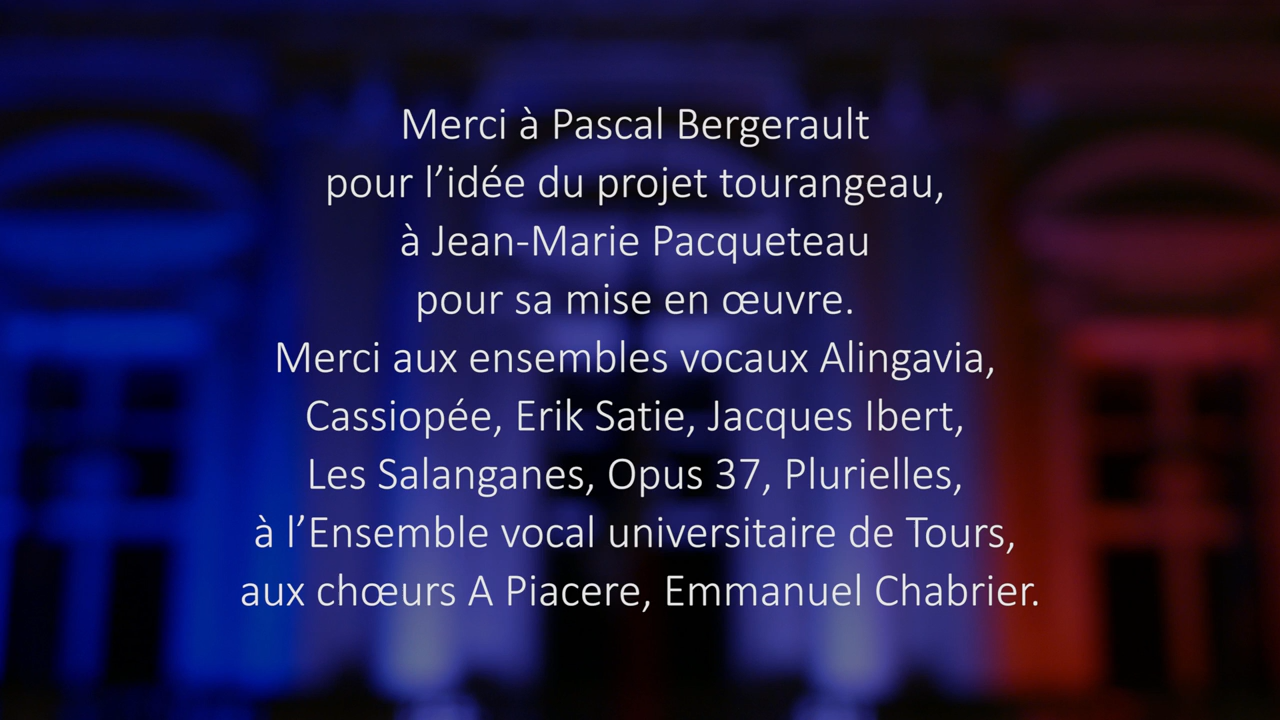 Merci à Pascal Bergerault
pour l’idée du projet tourangeau,
à Jean-Marie Pacqueteau
pour sa mise en œuvre.
Merci aux ensembles vocaux Alingavia,
Cassiopée, Erik Satie, Jacques Ibert,
Les Salanganes, Opus 37, Plurielles,
à l’Ensemble vocal universitaire de Tours,
aux chœurs A Piacere, Emmanuel Chabrier.